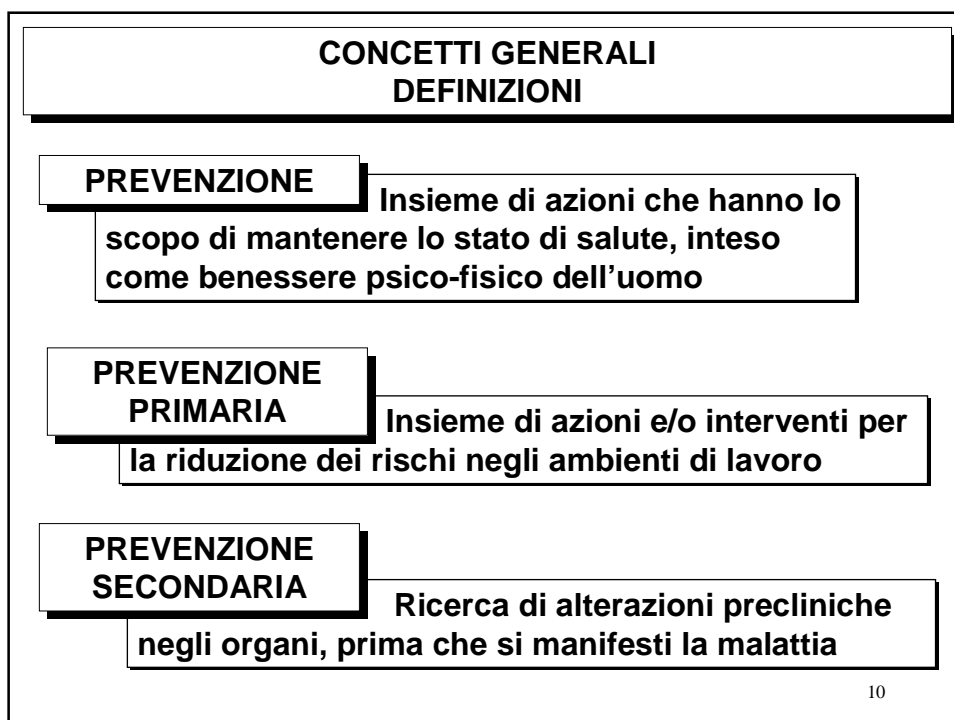 CONCETTI GENERALI
DEFINIZIONI
PREVENZIONE
Insieme di azioni che hanno lo
scopo di mantenere lo stato di salute, inteso
come benessere psico-fisico dell’uomo
PREVENZIONE
PRIMARIA
Insieme di azioni e/o interventi per
la riduzione dei rischi negli ambienti di lavoro
PREVENZIONE
SECONDARIA
Ricerca di alterazioni precliniche
negli organi, prima che si manifesti la malattia
10